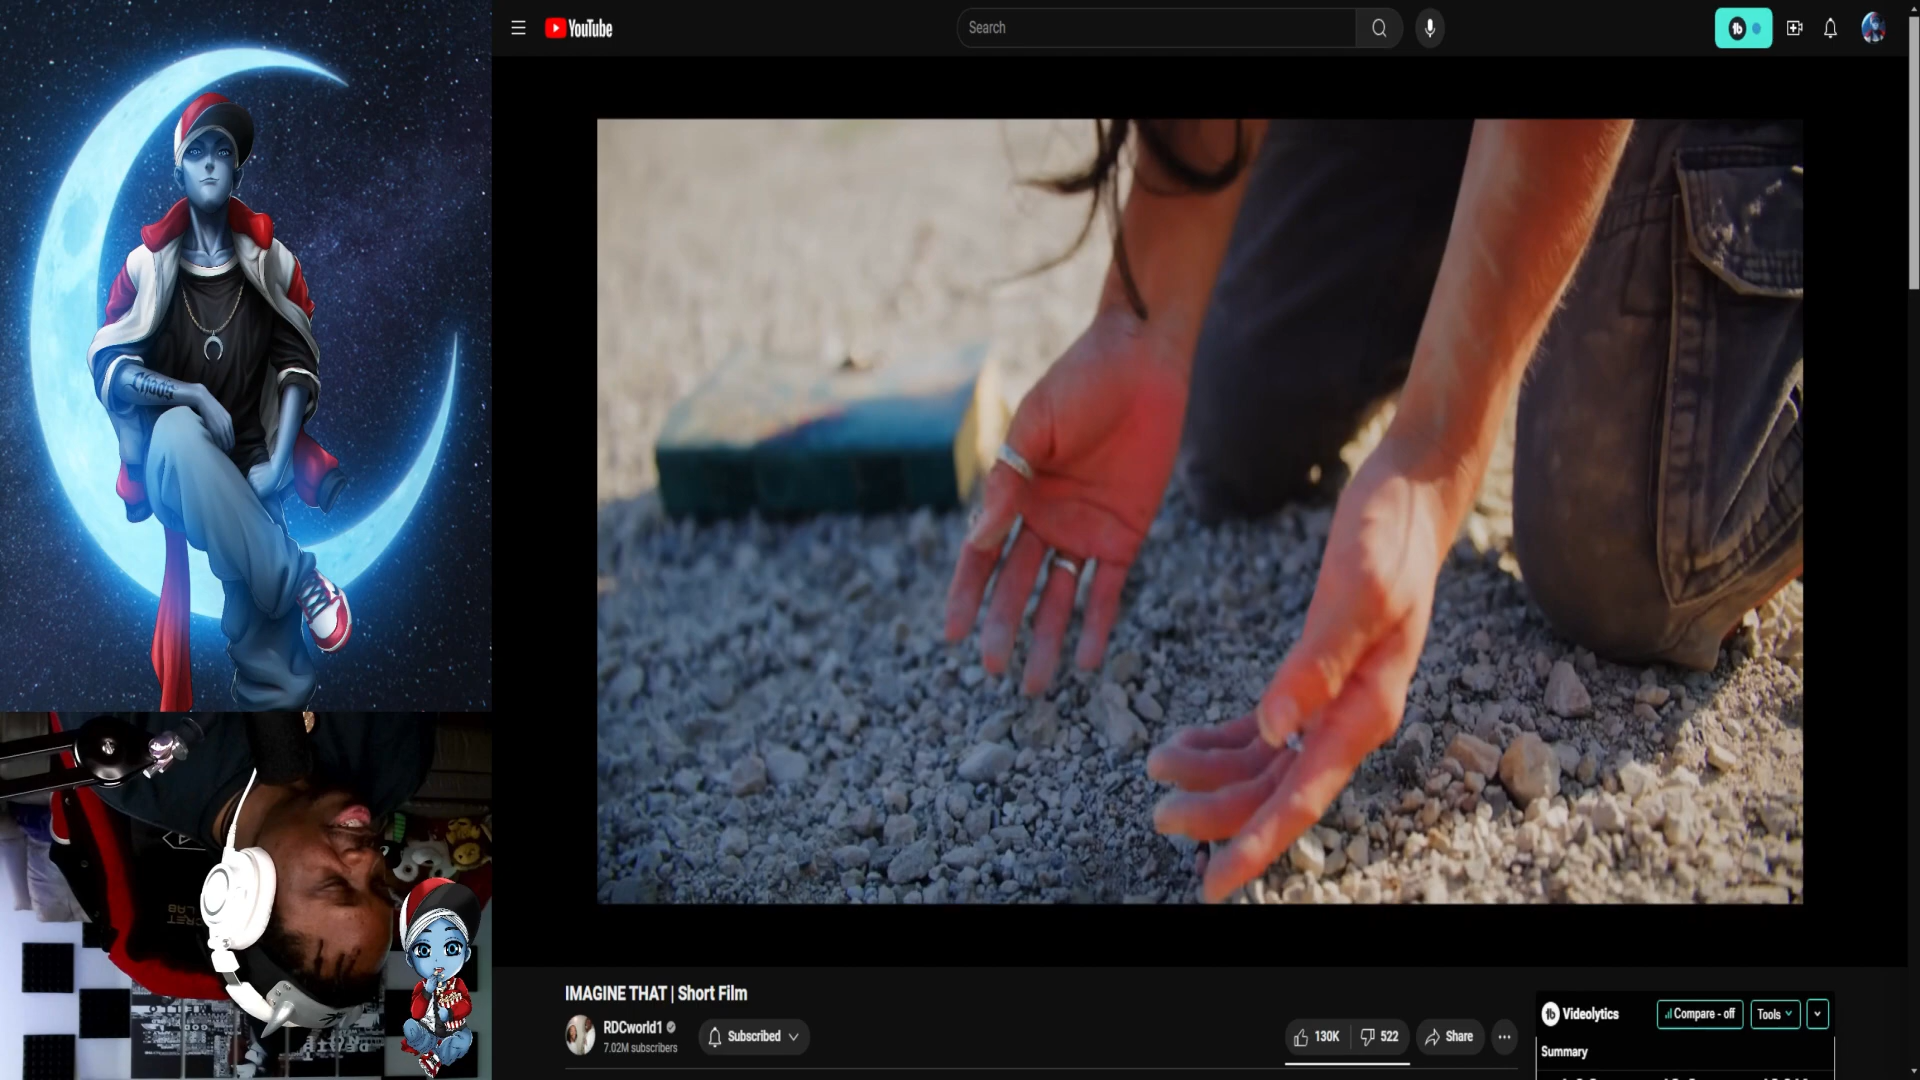 YouTube
Search
Chaos
IMAGINE THAT | Short Film
RDCworld1
7.02M subscribers
Subscribed
130K
522
Share
Videolytics
Compare - off
Tools
Summary